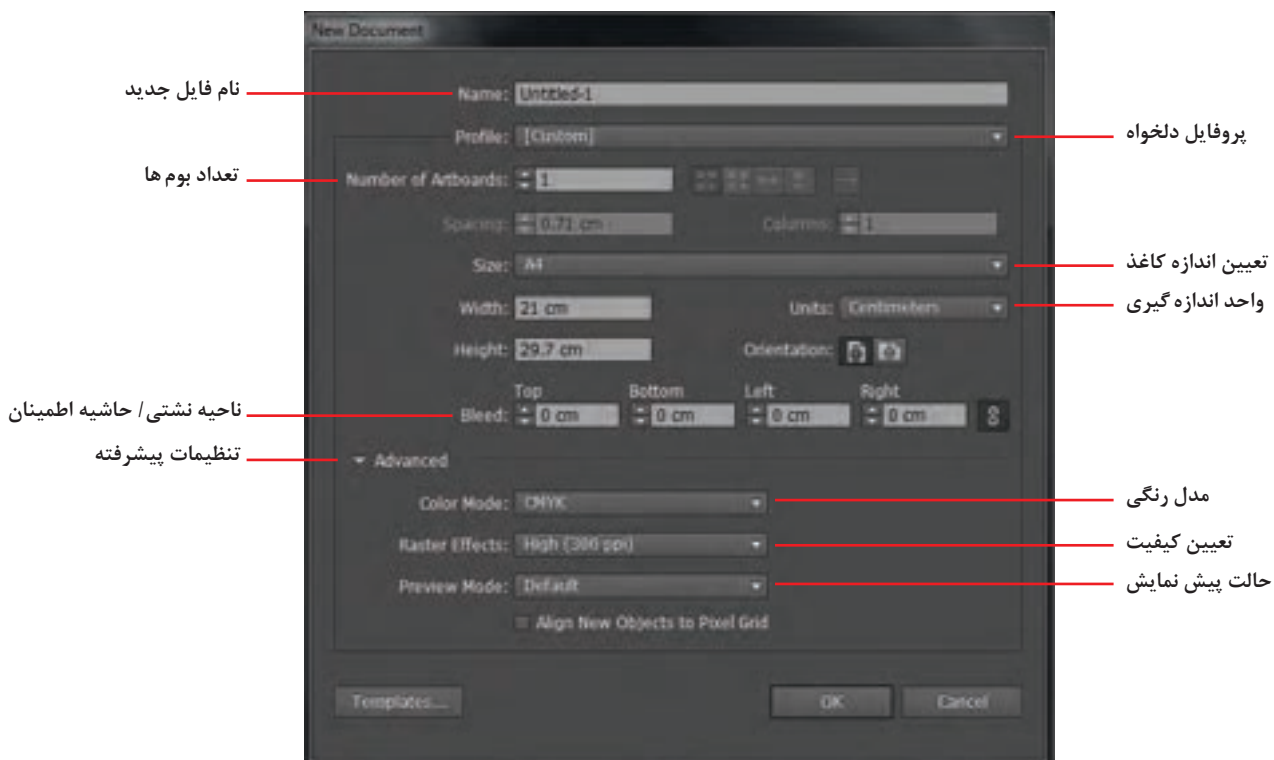 New Document
نام فایل جدید
Name: Untitled-1
Profile: [Custom]
پروفایل دلخواه
تعداد بوم ها
Number of Artboards: 1
Spacing: 0.71 cm
Columns: 1
Size: A4
تعیین اندازه کاغذ
Width: 21 cm
Units: Centimeters
واحد اندازه گیری
Height: 29.7 cm
Orientation:
Top Bottom Left Right
ناحیه نشتی/ حاشیه اطمینان
Bleed: 0 cm 0 cm 0 cm 0 cm
تنظیمات پیشرفته
Advanced
Color Mode: CMYK
مدل رنگی
Raster Effects: High (300 ppi)
تعیین کیفیت
Preview Mode: Default
حالت پیش نمایش
Align New Objects to Pixel Grid
Templates...
OK
Cancel